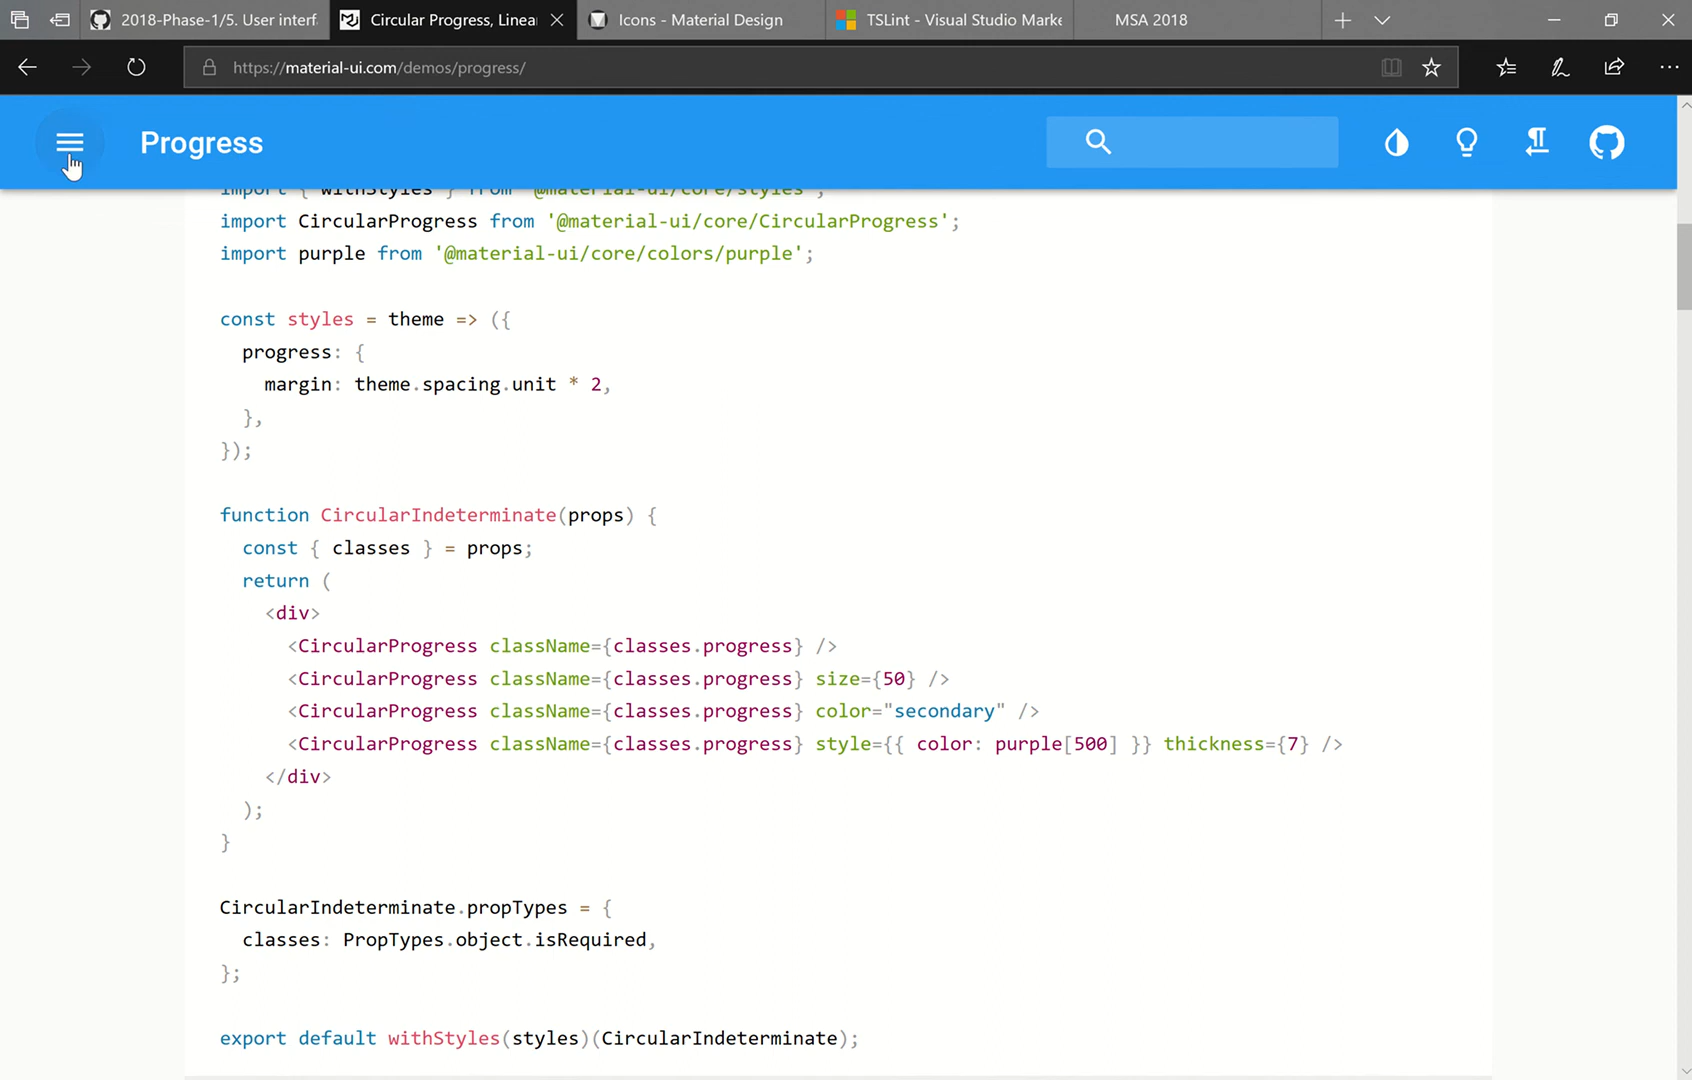 2018-Phase-1/5. User interf
Circular Progress, Linea
Icons - Material Design
TSLint - Visual Studio Marke
MSA 2018
https://material-ui.com/demos/progress/
Progress
import { withStyles } from '@material-ui/core/styles';
import CircularProgress from '@material-ui/core/CircularProgress';
import purple from '@material-ui/core/colors/purple';
const styles = theme => ({
progress: {
margin: theme.spacing.unit * 2,
},
});
function CircularIndeterminate(props) {
const { classes } = props;
return (
<div>
<CircularProgress className={classes.progress} />
<CircularProgress className={classes.progress} size={50} />
<CircularProgress className={classes.progress} color="secondary" />
<CircularProgress className={classes.progress} style={{ color: purple[500] }} thickness={7} />
</div>
);
}
CircularIndeterminate.propTypes = {
classes: PropTypes.object.isRequired,
};
export default withStyles(styles)(CircularIndeterminate);